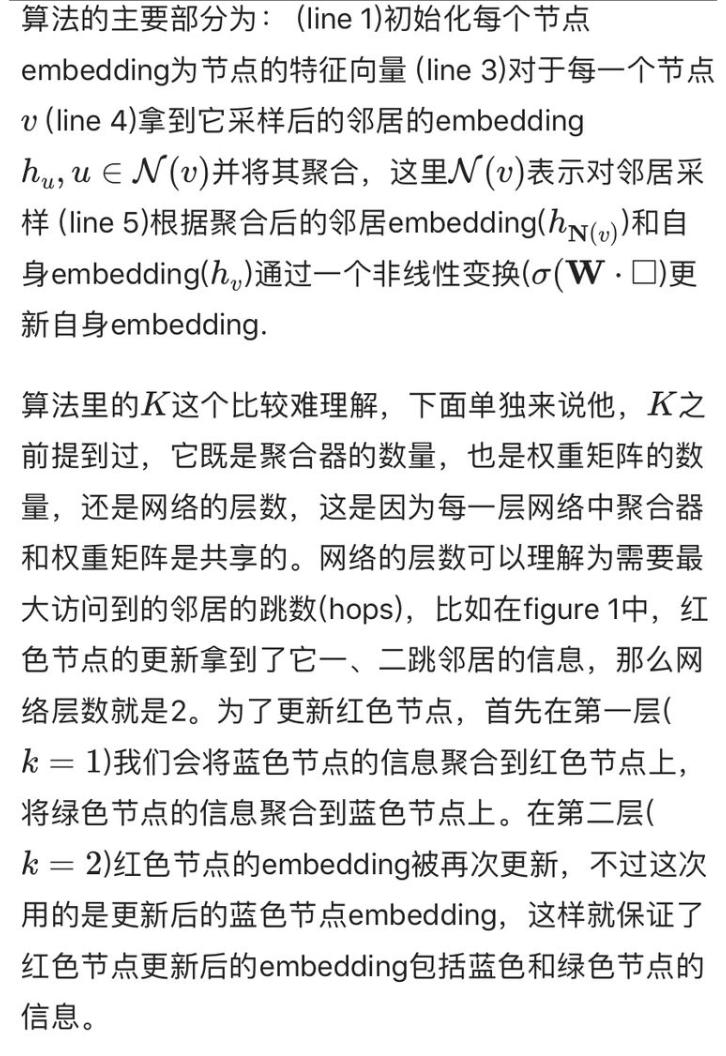 算法的主要部分为： (line 1)初始化每个节点
embedding为节点的特征向量 (line 3)对于每一个节点
v (line 4)拿到它采样后的邻居的embedding
h_u, u ∈ 𝒩(v)并将其聚合，这里𝒩(v)表示对邻居采
样 (line 5)根据聚合后的邻居embedding(h_𝐍(v))和自
身embedding(h_v)通过一个非线性变换(σ(𝐖 · □)更
新自身embedding.
算法里的K这个比较难理解，下面单独来说他，K之
前提到过，它既是聚合器的数量，也是权重矩阵的数
量，还是网络的层数，这是因为每一层网络中聚合器
和权重矩阵是共享的。网络的层数可以理解为需要最
大访问到的邻居的跳数(hops)，比如在figure 1中，红
色节点的更新拿到了它一、二跳邻居的信息，那么网
络层数就是2。为了更新红色节点，首先在第一层(
k = 1)我们会将蓝色节点的信息聚合到红色节点上，
将绿色节点的信息聚合到蓝色节点上。在第二层(
k = 2)红色节点的embedding被再次更新，不过这次
用的是更新后的蓝色节点embedding，这样就保证了
红色节点更新后的embedding包括蓝色和绿色节点的
信息。